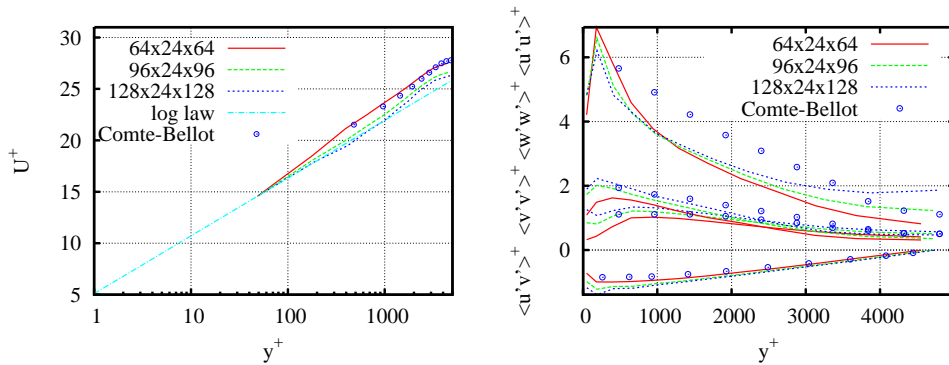 30
25
20
15
10
5
U+
1
10
100
1000
y+
64x24x64
96x24x96
128x24x128
log law
Comte-Bellot
6
4
2
0
<u'v'>+ <v'v'>+ <w'w'>+ <u'u'>+
0
1000
2000
3000
4000
y+
64x24x64
96x24x96
128x24x128
Comte-Bellot